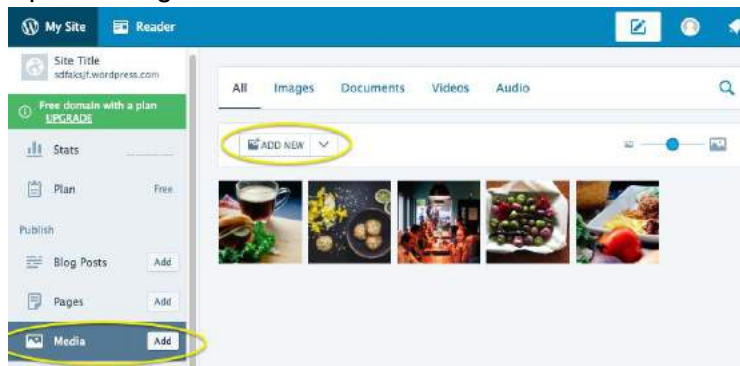 My Site Reader
Site Title
sdfaksjf.wordpress.com
Free domain with a plan
UPGRADE
Stats
Plan Free
Publish
Blog Posts Add
Pages Add
Media Add
All Images Documents Videos Audio
ADD NEW